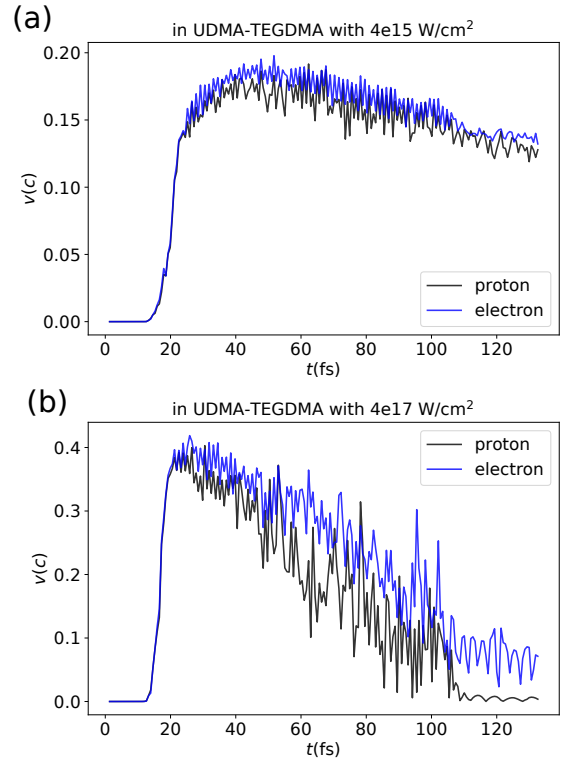 (a)
in UDMA-TEGDMA with 4e15 W/cm²
0.20
0.15
0.10
0.05
0.00
v(c)
proton
electron
0 20 40 60 80 100 120
t(fs)
(b)
in UDMA-TEGDMA with 4e17 W/cm²
0.4
0.3
0.2
0.1
0.0
v(c)
proton
electron
0 20 40 60 80 100 120
t(fs)